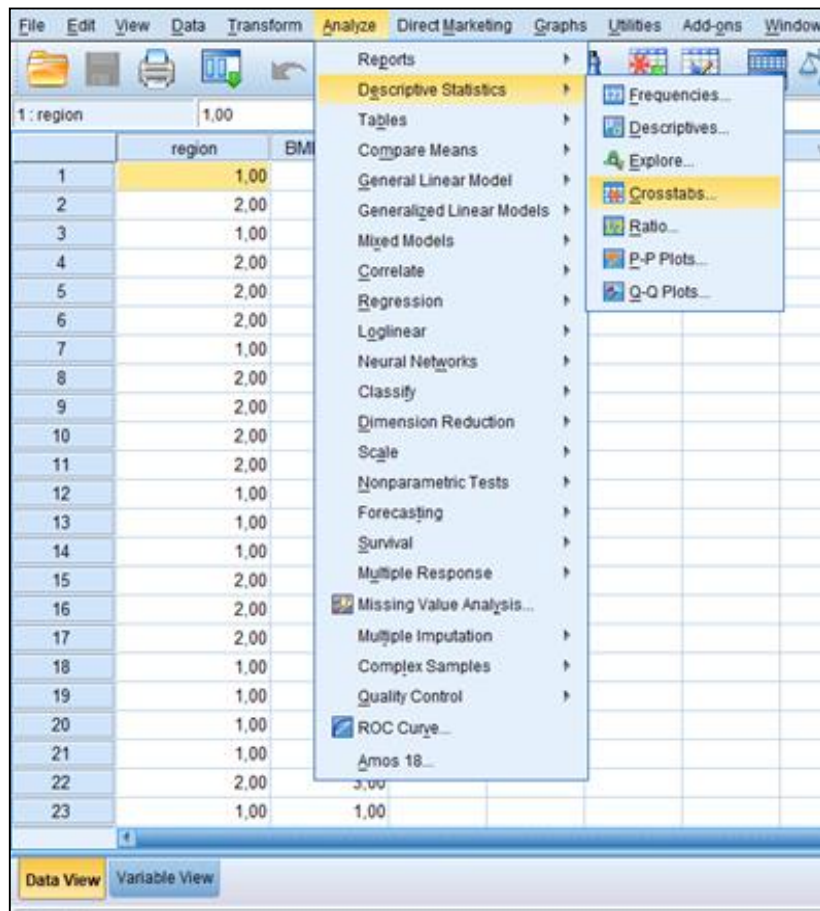 File Edit View Data Transform Analyze Direct Marketing Graphs Utilities Add-ons Window
Reports
Descriptive Statistics
Tables
Compare Means
General Linear Model
Generalized Linear Models
Mixed Models
Correlate
Regression
Loglinear
Neural Networks
Classify
Dimension Reduction
Scale
Nonparametric Tests
Forecasting
Survival
Multiple Response
Missing Value Analysis...
Multiple Imputation
Complex Samples
Quality Control
ROC Curve...
Amos 18...
Frequencies...
Descriptives...
Explore...
Crosstabs...
Ratio...
P-P Plots...
Q-Q Plots...
1 : region 1,00
region
1 1,00
2 2,00
3 1,00
4 2,00
5 2,00
6 2,00
7 1,00
8 2,00
9 2,00
10 2,00
11 2,00
12 1,00
13 1,00
14 1,00
15 2,00
16 2,00
17 2,00
18 1,00
19 1,00
20 1,00
21 1,00
22 2,00 3,00
23 1,00 1,00
Data View Variable View